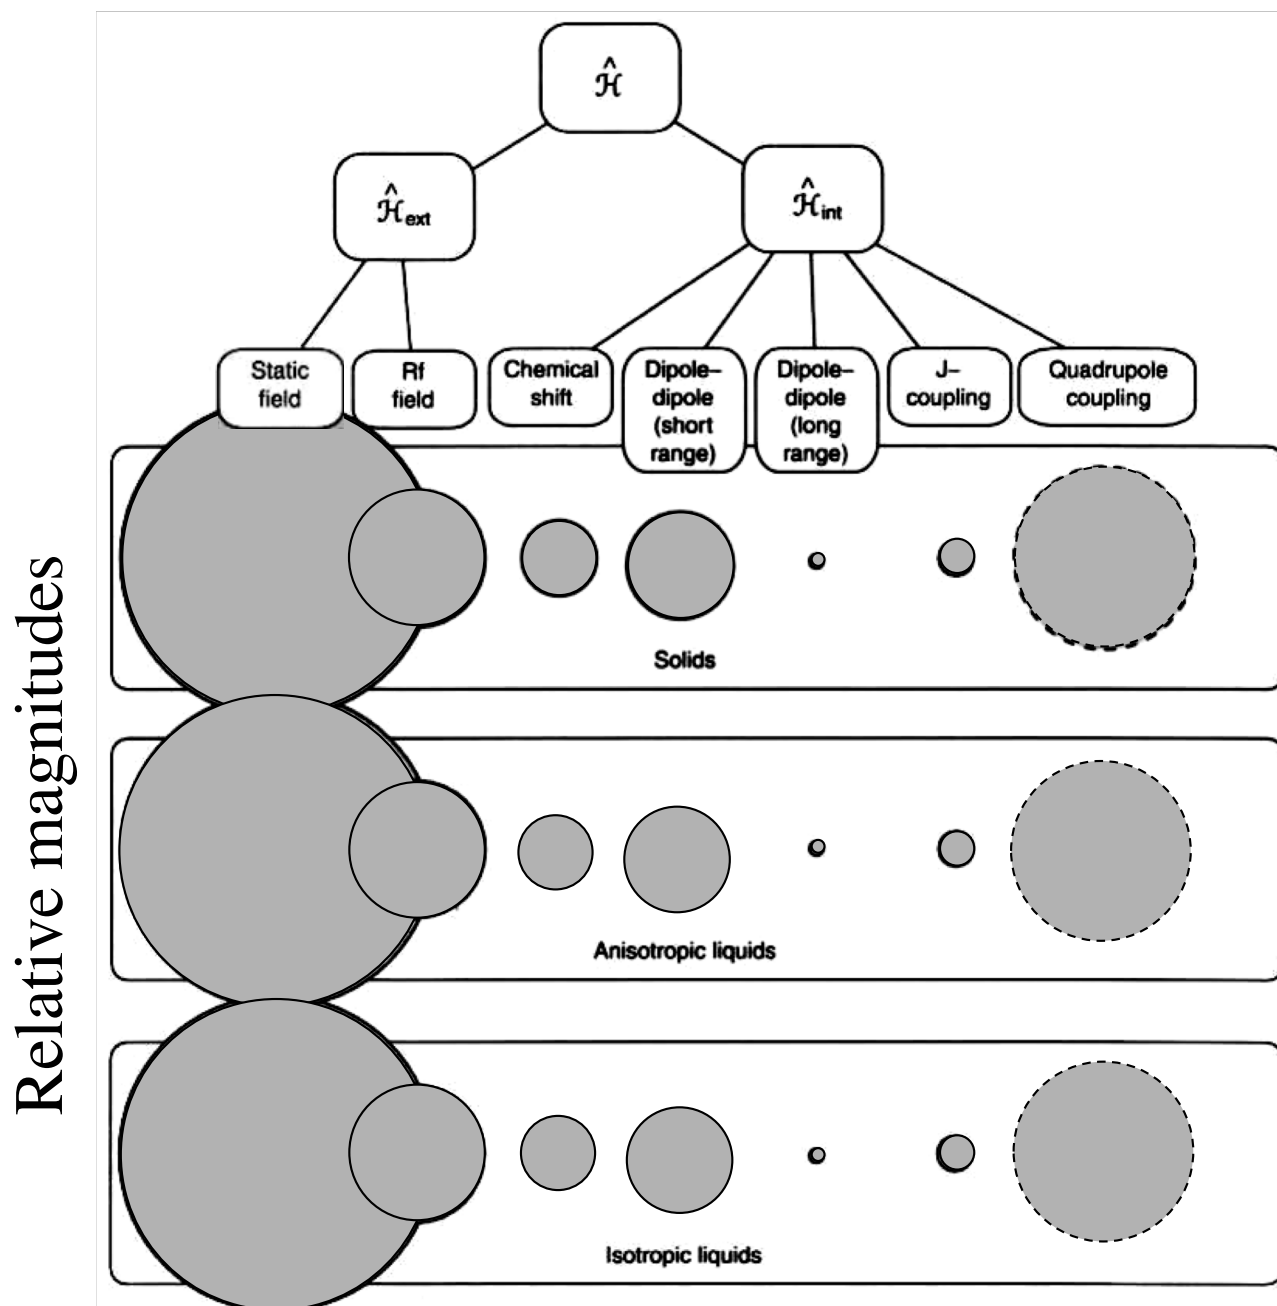 Ĥ
Ĥext
Ĥint
Static
field
Rf
field
Chemical
shift
Dipole–
dipole
(short
range)
Dipole–
dipole
(long
range)
J–
coupling
Quadrupole
coupling
Relative magnitudes
Solids
Anisotropic liquids
Isotropic liquids